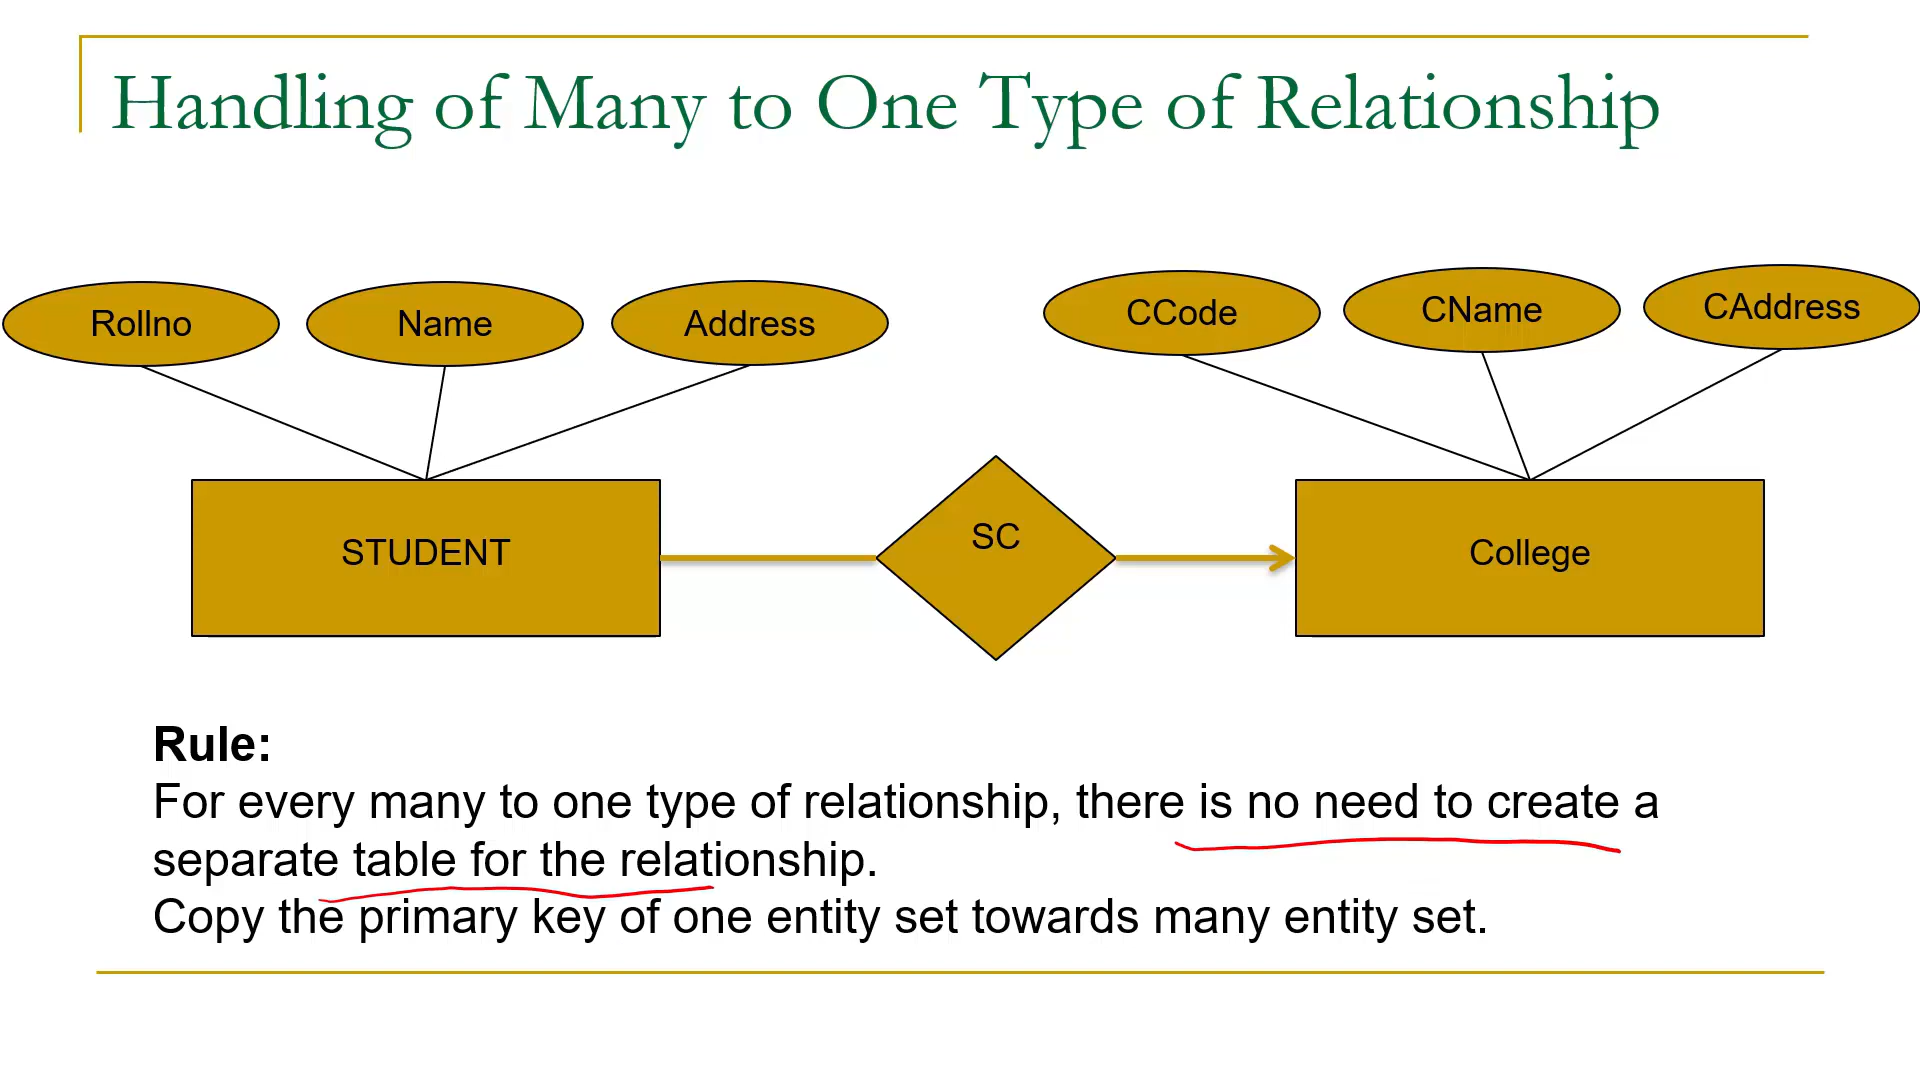 Handling of Many to One Type of Relationship
Rollno
Name
Address
CCode
CName
CAddress
STUDENT
SC
College
Rule:
For every many to one type of relationship, there is no need to create a
separate table for the relationship.
Copy the primary key of one entity set towards many entity set.